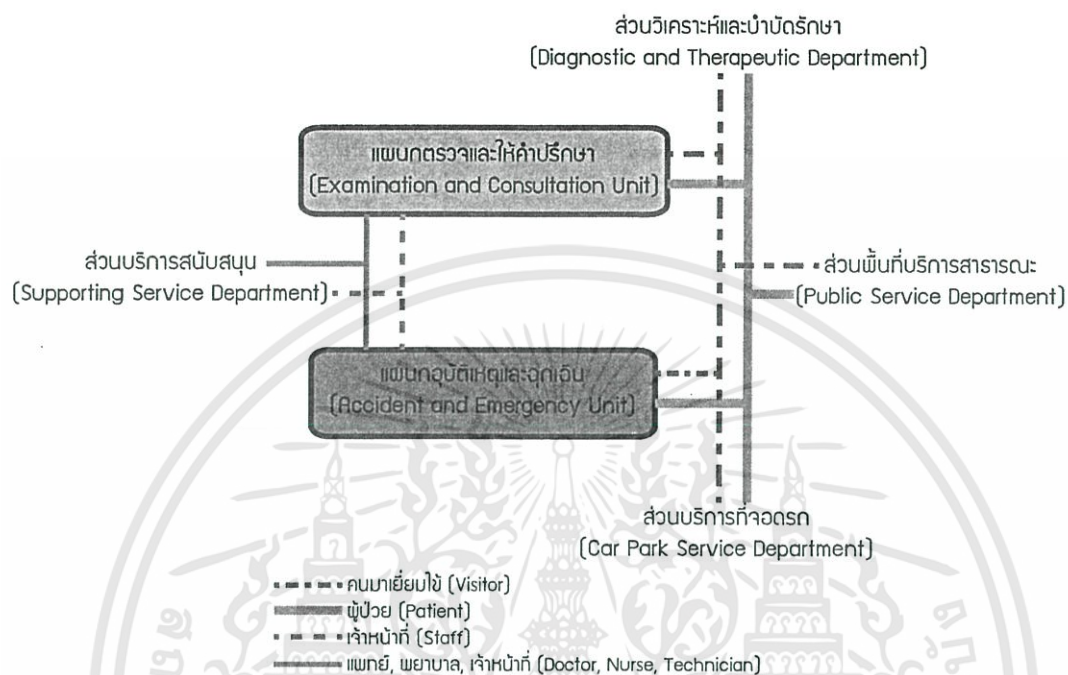 ส่วนวิเคราะห์และบำบัดรักษา
(Diagnostic and Therapeutic Department)
แผนกตรวจและให้คำปรึกษา
(Examination and Consultation Unit)
ส่วนบริการสนับสนุน
(Supporting Service Department)
ส่วนพื้นที่บริการสาธารณะ
(Public Service Department)
แผนกอุบัติเหตุและฉุกเฉิน
(Accident and Emergency Unit)
ส่วนบริการที่จอดรถ
(Car Park Service Department)
คนมาเยี่ยมไข้ (Visitor)
ผู้ป่วย (Patient)
เจ้าหน้าที่ (Staff)
แพทย์, พยาบาล, เจ้าหน้าที่ (Doctor, Nurse, Technician)